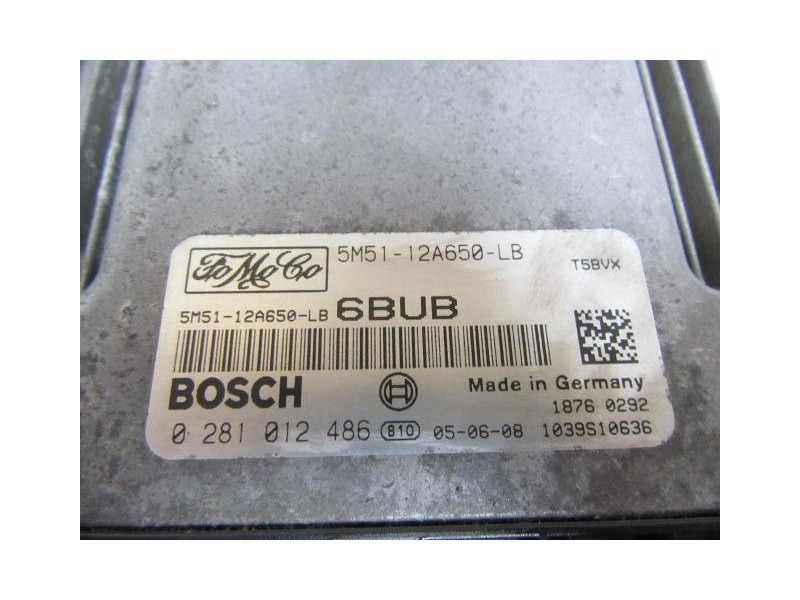 FoMoCo 5M51-12A650-LB T5BVX
5M51-12A650-LB 6BUB
BOSCH Made in Germany
1876 0292
0 281 012 486 810 05-06-08 1039S10636